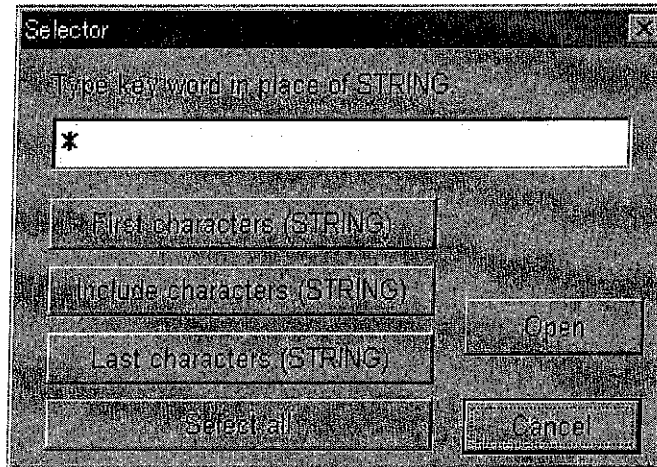 Selector
Type key word in place of STRING.
*
First characters (STRING)
Include characters (STRING)
Open
Last characters (STRING)
Select all
Cancel